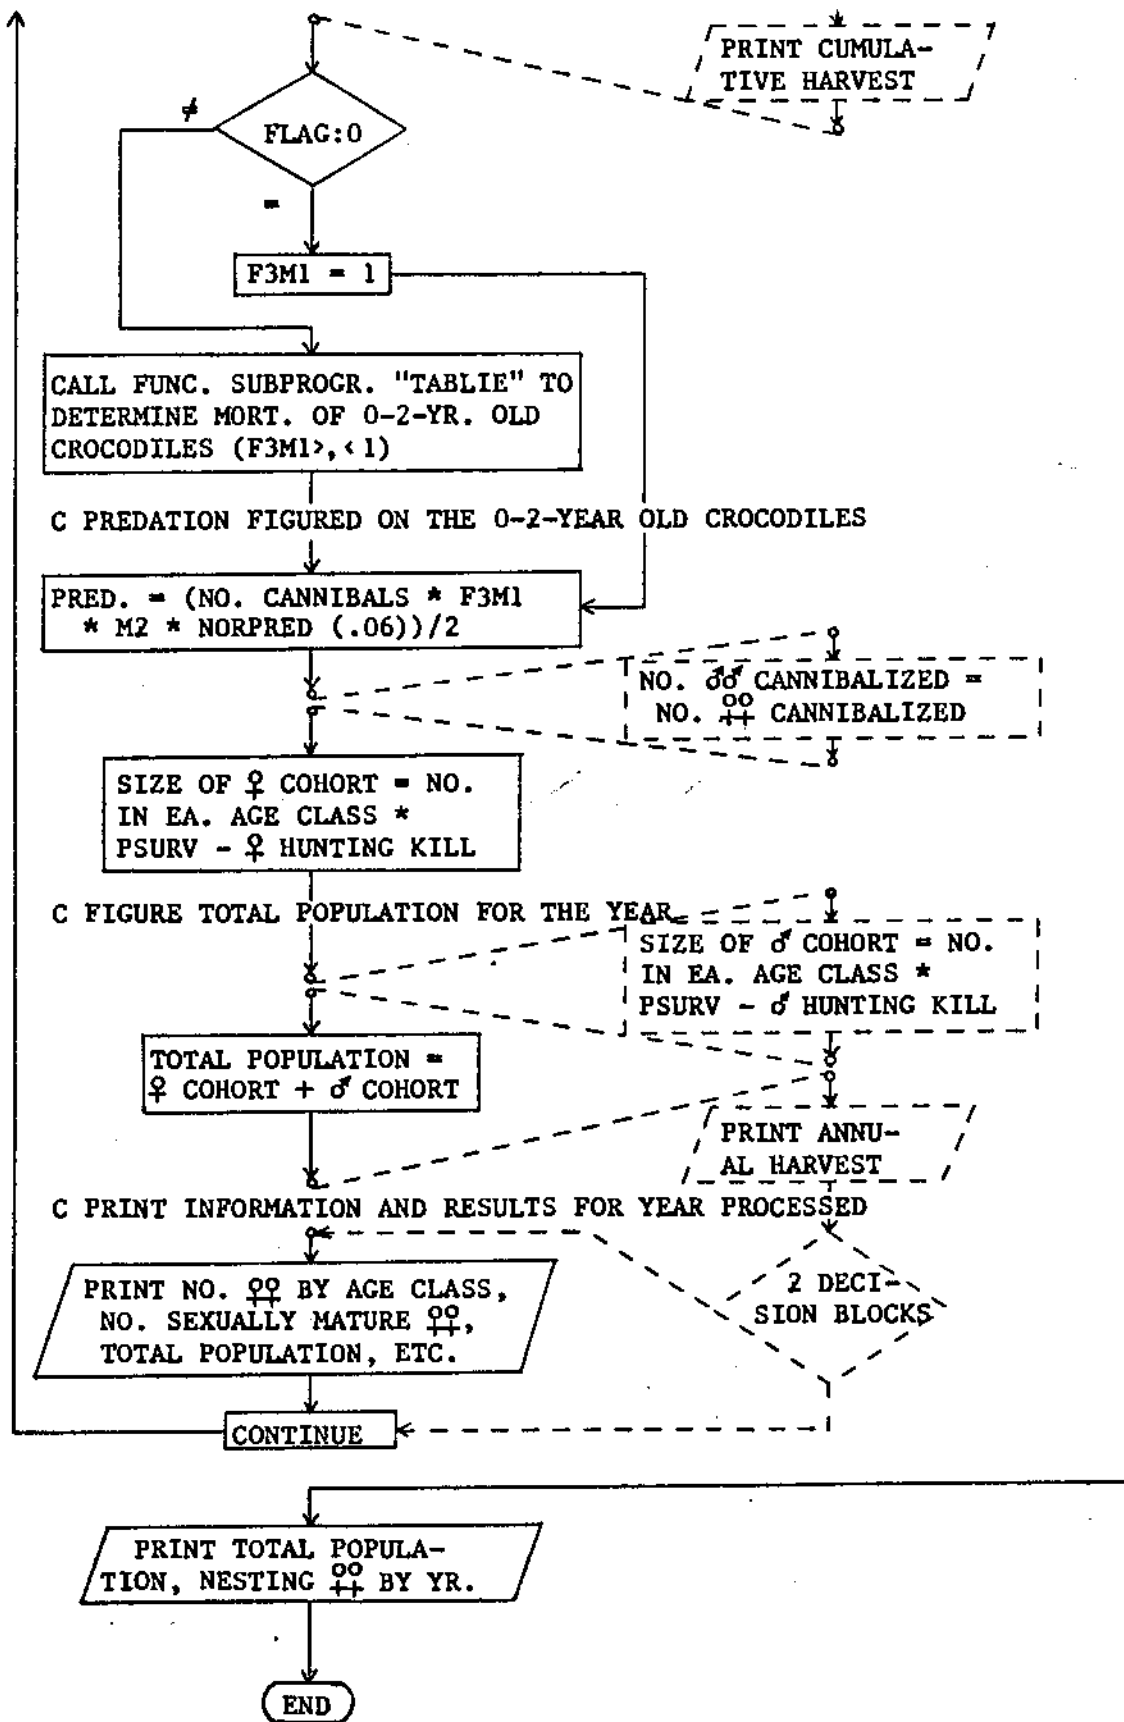 PRINT CUMULA-
TIVE HARVEST
≠
FLAG:0
=
F3M1 = 1
CALL FUNC. SUBPROGR. "TABLIE" TO
DETERMINE MORT. OF 0-2-YR. OLD
CROCODILES (F3M1>,<1)
C PREDATION FIGURED ON THE 0-2-YEAR OLD CROCODILES
PRED. = (NO. CANNIBALS * F3M1
* M2 * NORPRED (.06))/2
NO. ♂♂ CANNIBALIZED =
NO. ♀♀ CANNIBALIZED
SIZE OF ♀ COHORT = NO.
IN EA. AGE CLASS *
PSURV - ♀ HUNTING KILL
C FIGURE TOTAL POPULATION FOR THE YEAR
SIZE OF ♂ COHORT = NO.
IN EA. AGE CLASS *
PSURV - ♂ HUNTING KILL
TOTAL POPULATION =
♀ COHORT + ♂ COHORT
PRINT ANNU-
AL HARVEST
C PRINT INFORMATION AND RESULTS FOR YEAR PROCESSED
PRINT NO. ♀♀ BY AGE CLASS,
NO. SEXUALLY MATURE ♀♀,
TOTAL POPULATION, ETC.
2 DECI-
SION BLOCKS
CONTINUE
PRINT TOTAL POPULA-
TION, NESTING ♀♀ BY YR.
END